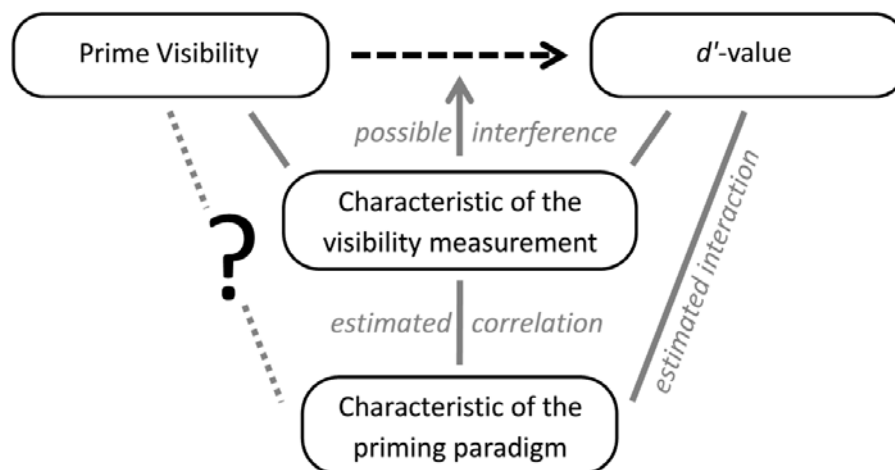 Prime Visibility
d'-value
possible interference
Characteristic of the
visibility measurement
?
estimated interaction
estimated correlation
Characteristic of the
priming paradigm